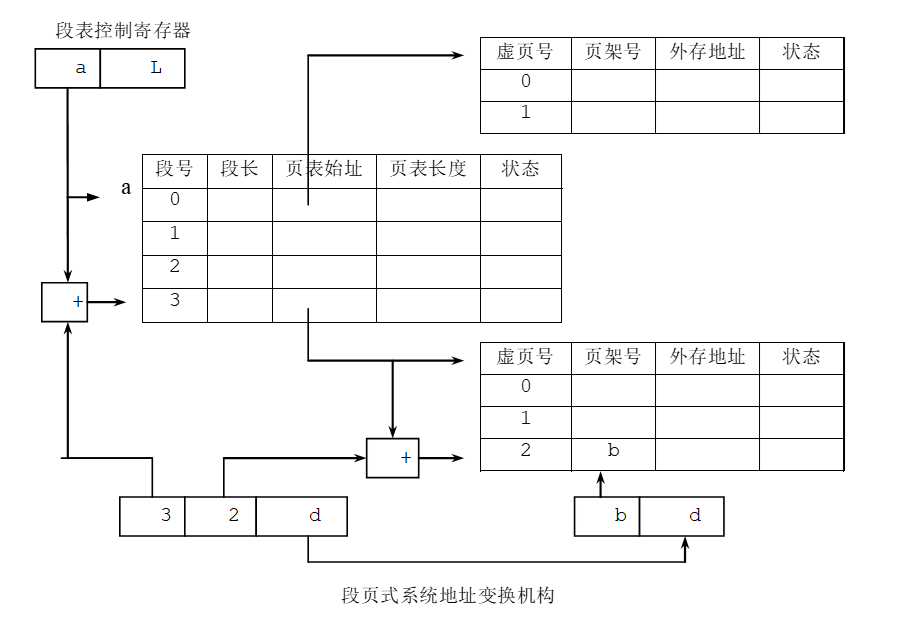 段表控制寄存器
a L
虚页号 页架号 外存地址 状态
0
1
a
段号 段长 页表始址 页表长度 状态
0
1
2
3
+
虚页号 页架号 外存地址 状态
0
1
2 b
+
3 2 d
b d
段页式系统地址变换机构